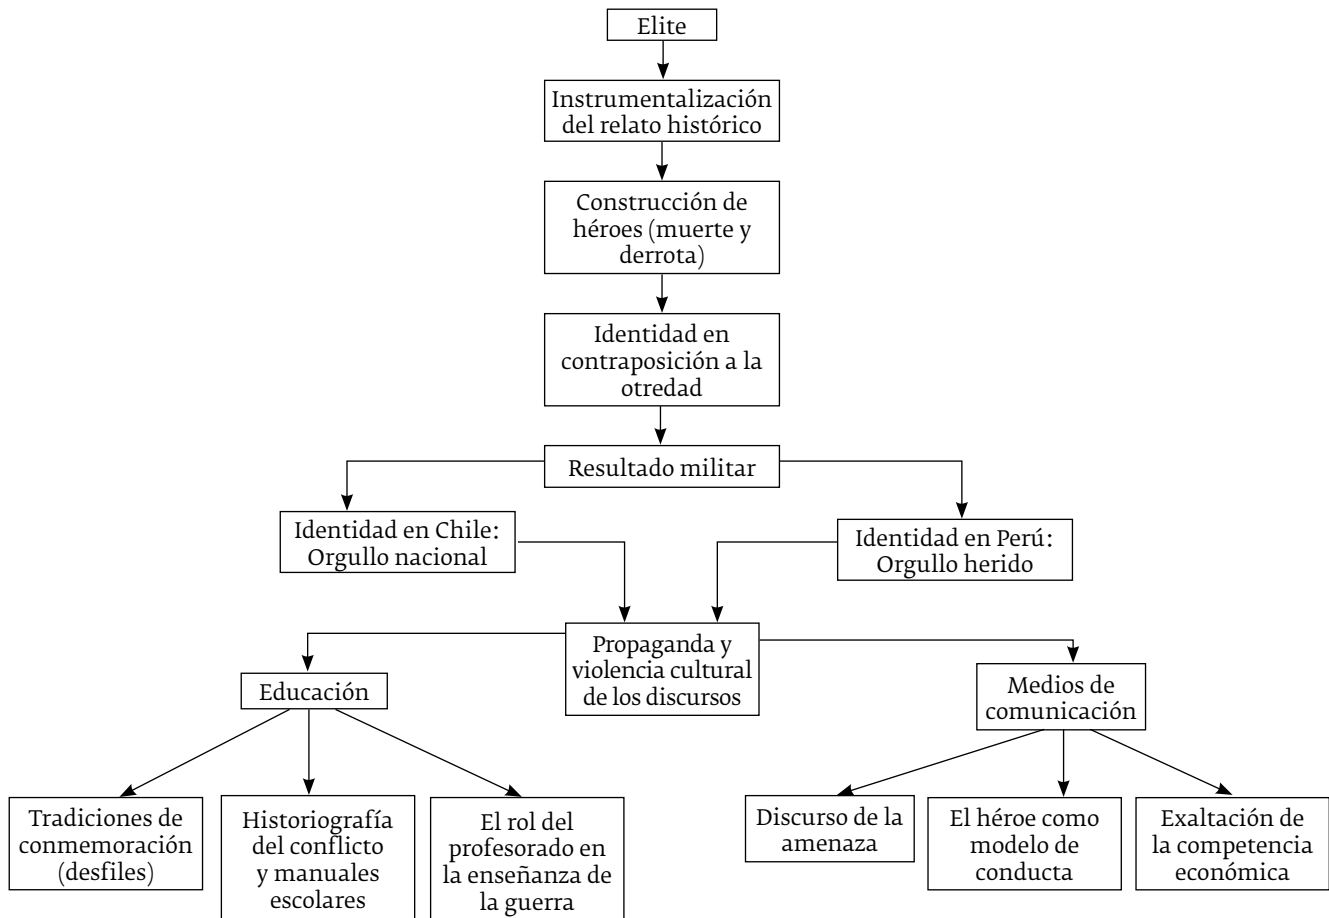 Elite
Instrumentalización
del relato histórico
Construcción de
héroes (muerte y
derrota)
Identidad en
contraposición a la
otredad
Resultado militar
Identidad en Chile:
Orgullo nacional
Identidad en Perú:
Orgullo herido
Propaganda y
violencia cultural
de los discursos
Educación
Medios de
comunicación
Tradiciones de
conmemoración
(desfiles)
Historiografía
del conflicto
y manuales
escolares
El rol del
profesorado en
la enseñanza de
la guerra
Discurso de la
amenaza
El héroe como
modelo de
conducta
Exaltación de
la competencia
económica